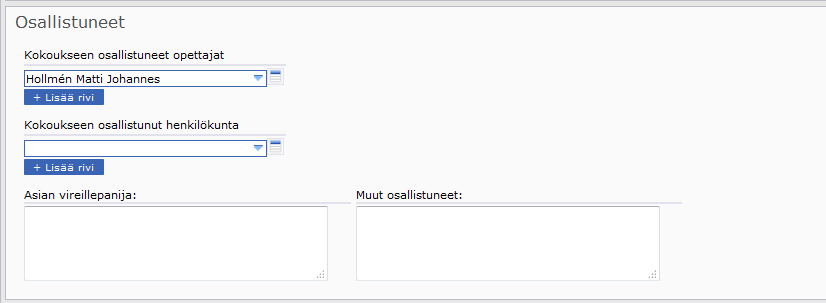 Osallistuneet
Kokoukseen osallistuneet opettajat
Hollmén Matti Johannes
+ Lisää rivi
Kokoukseen osallistunut henkilökunta
+ Lisää rivi
Asian vireillepanija: Muut osallistuneet: